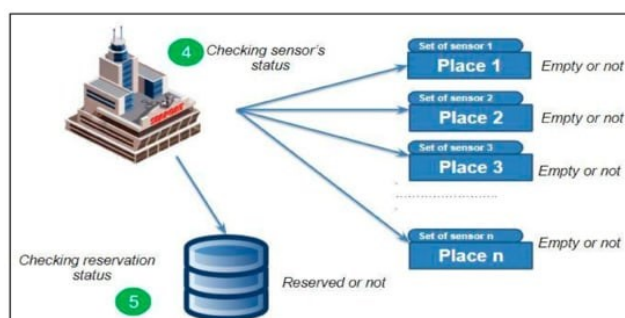 4
Checking sensor's
status
Set of sensor 1
Place 1
Empty or not
Set of sensor 2
Place 2
Empty or not
Set of sensor 3
Place 3
Empty or not
Set of sensor n
Place n
Empty or not
Checking reservation
status
5
Reserved or not